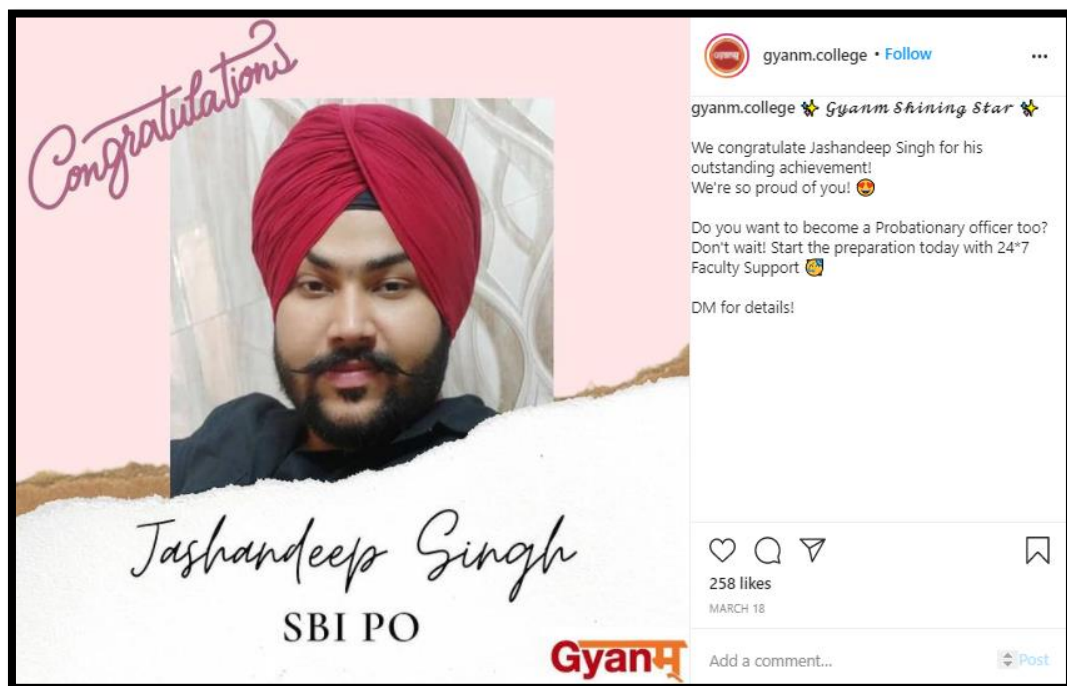 Congratulations
Jashandeep Singh
SBI PO
Gyanम्
gyanm.college • Follow
gyanm.college ✨ 𝓖𝔂𝓪𝓷𝓶 𝓢𝓱𝓲𝓷𝓲𝓷𝓰 𝓢𝓽𝓪𝓻 ✨
We congratulate Jashandeep Singh for his
outstanding achievement!
We're so proud of you! 😍
Do you want to become a Probationary officer too?
Don't wait! Start the preparation today with 24*7
Faculty Support 🥳
DM for details!
258 likes
MARCH 18
Add a comment...
Post